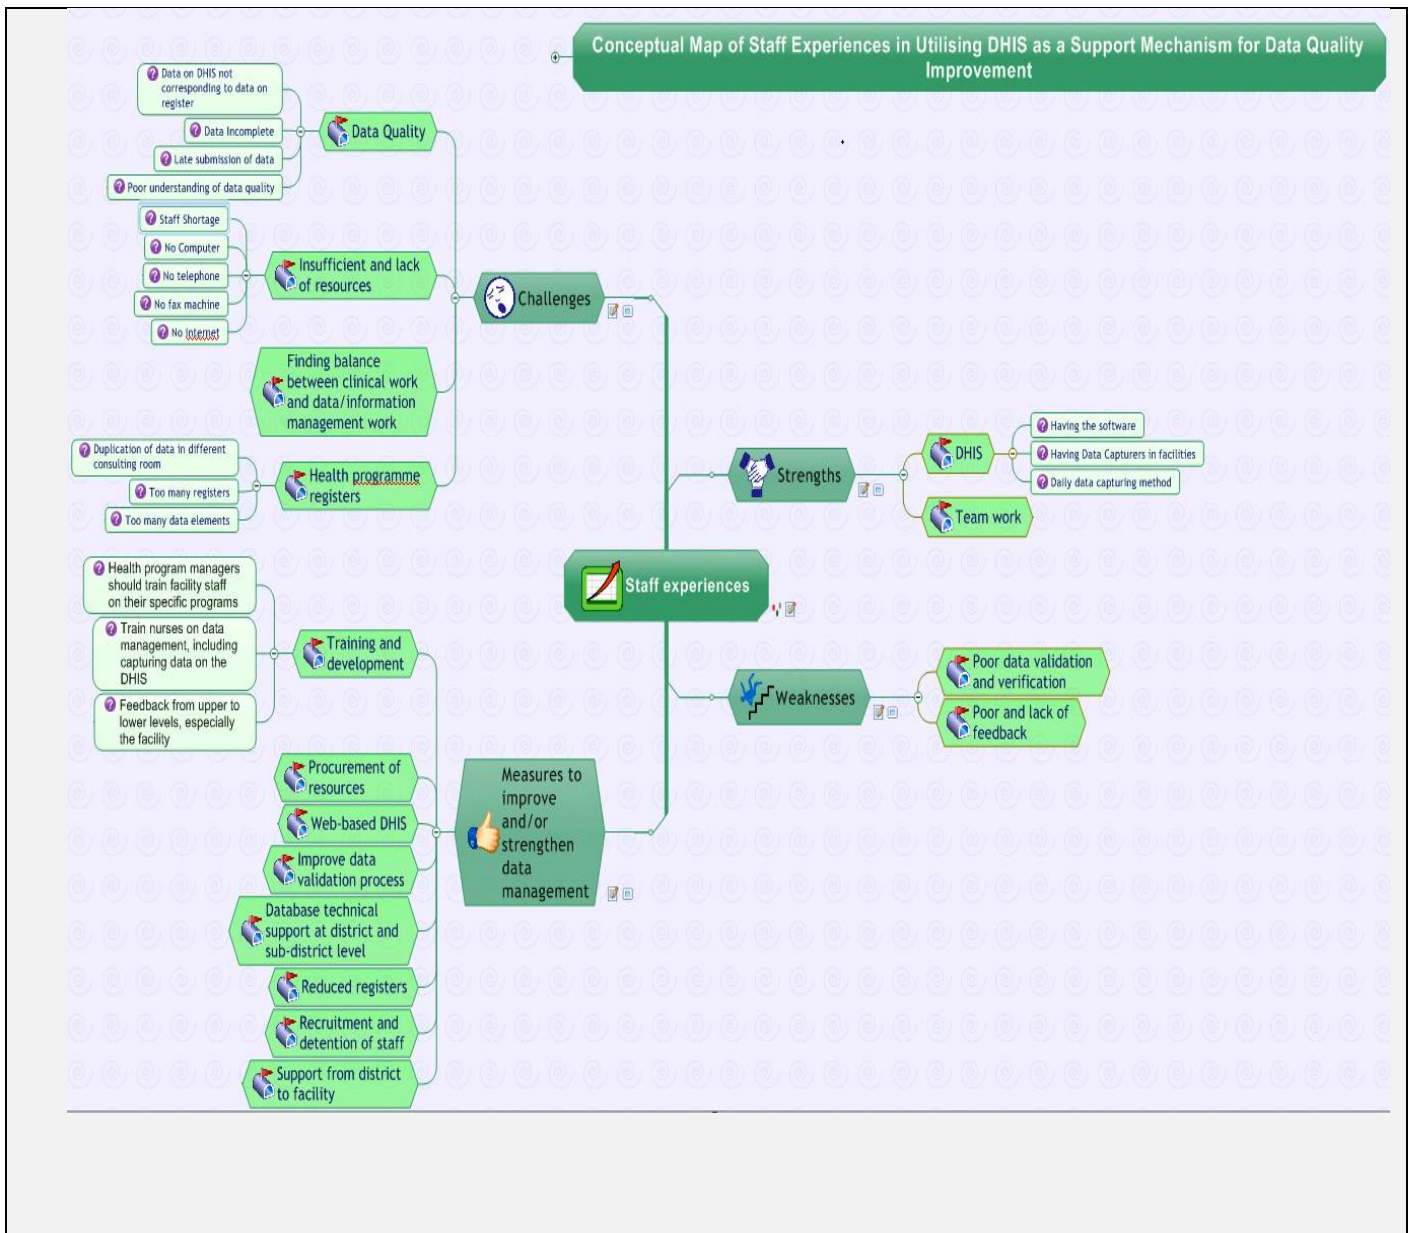 Conceptual Map of Staff Experiences in Utilising DHIS as a Support Mechanism for Data Quality
Improvement
Data on DHIS not
corresponding to data on
register
Data Incomplete
Late submission of data
Poor understanding of data quality
Data Quality
Staff Shortage
No Computer
No telephone
No fax machine
No internet
Insufficient and lack
of resources
Finding balance
between clinical work
and data/information
management work
Duplication of data in different
consulting room
Too many registers
Too many data elements
Health programme
registers
Challenges
Strengths
DHIS
Having the software
Having Data Capturers in facilities
Daily data capturing method
Team work
Staff experiences
Weaknesses
Poor data validation
and verification
Poor and lack of
feedback
Health program managers
should train facility staff
on their specific programs
Train nurses on data
management, including
capturing data on the
DHIS
Feedback from upper to
lower levels, especially
the facility
Training and
development
Procurement of
resources
Web-based DHIS
Improve data
validation process
Database technical
support at district and
sub-district level
Reduced registers
Recruitment and
detention of staff
Support from district
to facility
Measures to
improve
and/or
strengthen
data
management